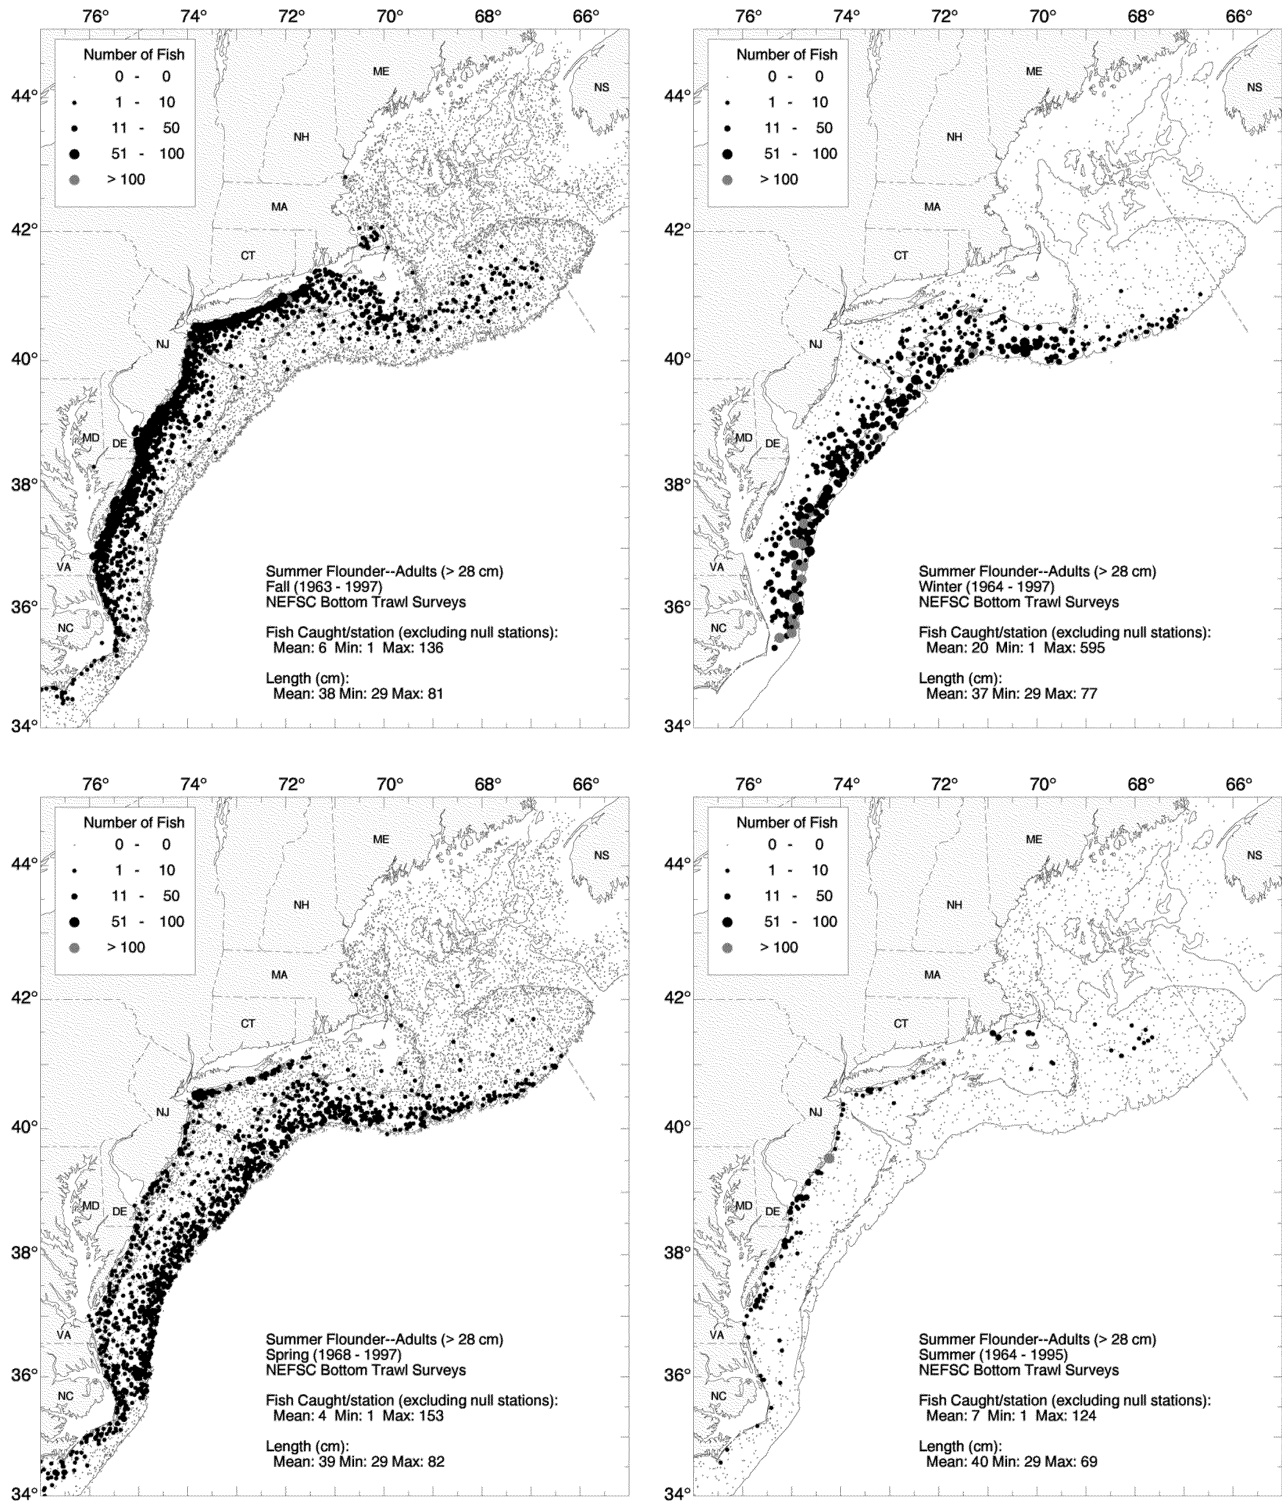 76° 74° 72° 70° 68° 66°
44°
42°
40°
38°
36°
34°
Number of Fish
0 - 0
1 - 10
11 - 50
51 - 100
> 100
ME
NS
NH
MA
CT
NJ
MD
DE
VA
NC
Summer Flounder--Adults (> 28 cm)
Fall (1963 - 1997)
NEFSC Bottom Trawl Surveys
Fish Caught/station (excluding null stations):
Mean: 6 Min: 1 Max: 136
Length (cm):
Mean: 38 Min: 29 Max: 81
76° 74° 72° 70° 68° 66°
44°
42°
40°
38°
36°
34°
Number of Fish
0 - 0
1 - 10
11 - 50
51 - 100
> 100
ME
NS
NH
MA
CT
NJ
MD
DE
VA
NC
Summer Flounder--Adults (> 28 cm)
Winter (1964 - 1997)
NEFSC Bottom Trawl Surveys
Fish Caught/station (excluding null stations):
Mean: 20 Min: 1 Max: 595
Length (cm):
Mean: 37 Min: 29 Max: 77
76° 74° 72° 70° 68° 66°
44°
42°
40°
38°
36°
34°
Number of Fish
0 - 0
1 - 10
11 - 50
51 - 100
> 100
ME
NS
NH
MA
CT
NJ
MD
DE
VA
NC
Summer Flounder--Adults (> 28 cm)
Spring (1968 - 1997)
NEFSC Bottom Trawl Surveys
Fish Caught/station (excluding null stations):
Mean: 4 Min: 1 Max: 153
Length (cm):
Mean: 39 Min: 29 Max: 82
76° 74° 72° 70° 68° 66°
44°
42°
40°
38°
36°
34°
Number of Fish
0 - 0
1 - 10
11 - 50
51 - 100
> 100
ME
NS
NH
MA
CT
NJ
MD
DE
VA
NC
Summer Flounder--Adults (> 28 cm)
Summer (1964 - 1995)
NEFSC Bottom Trawl Surveys
Fish Caught/station (excluding null stations):
Mean: 7 Min: 1 Max: 124
Length (cm):
Mean: 40 Min: 29 Max: 69